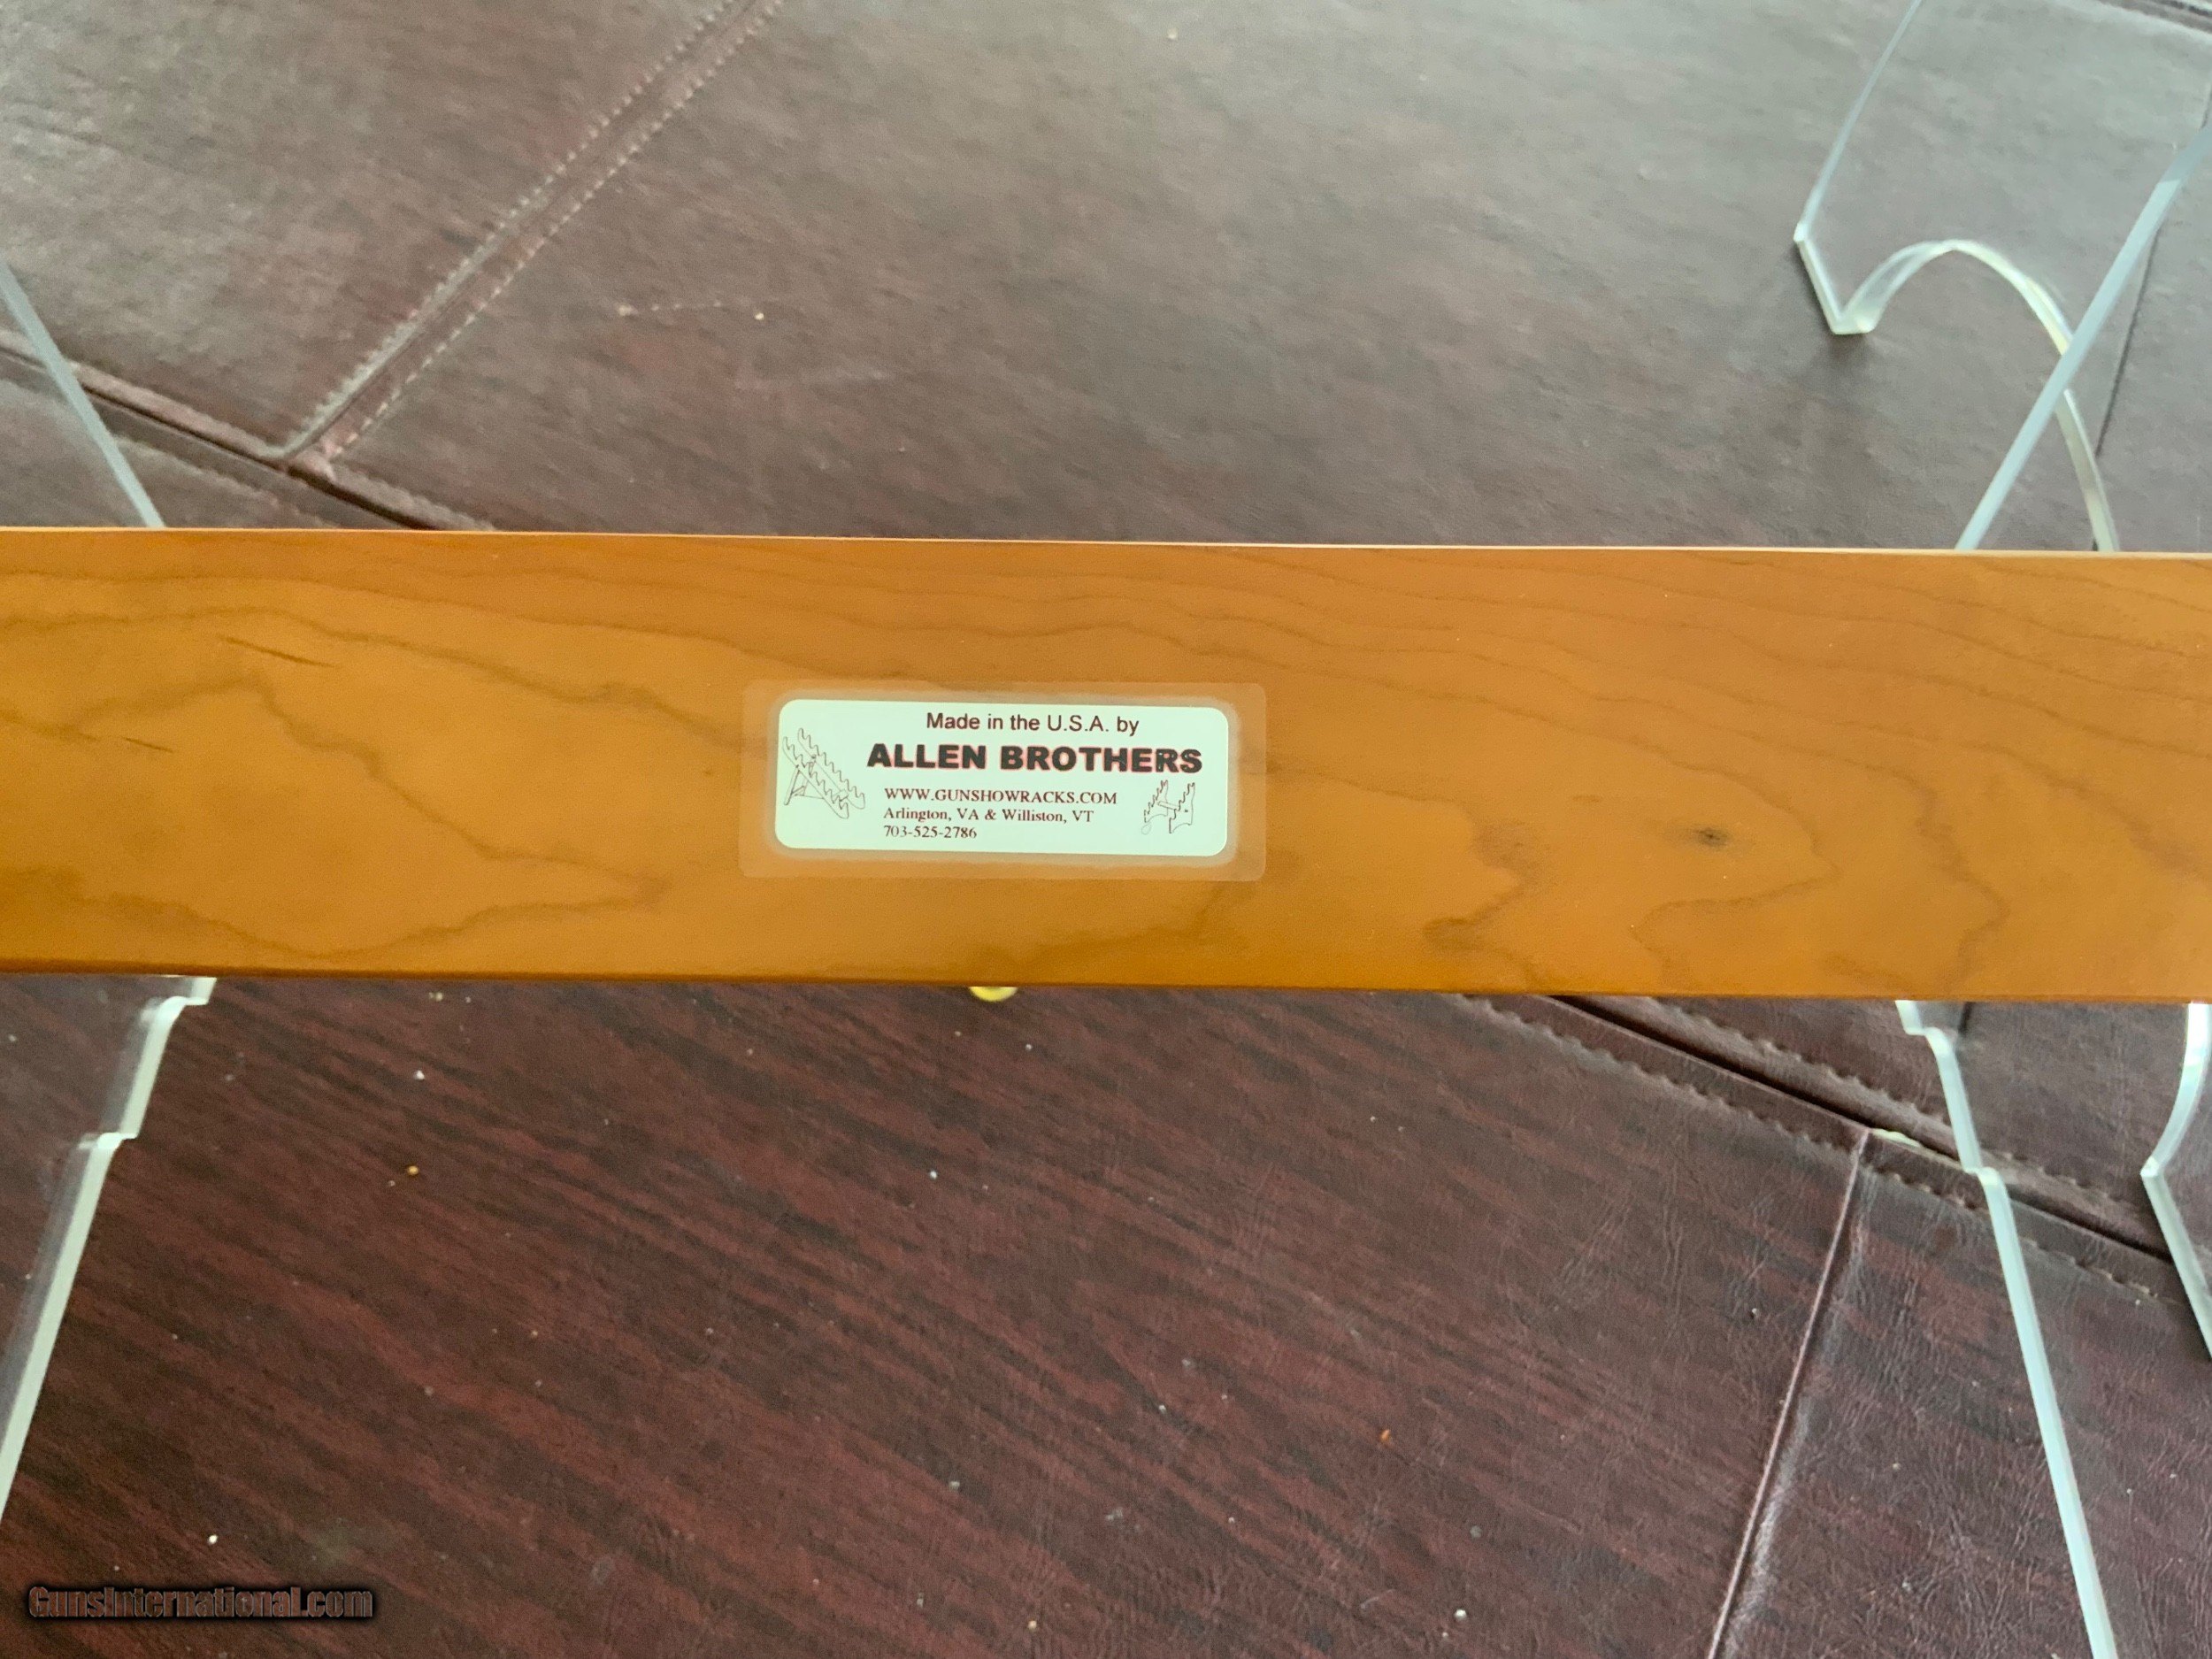 Made in the U.S.A. by
ALLEN BROTHERS
WWW.GUNSHOWRACKS.COM
Arlington, VA & Williston, VT
703-525-2786
GunsInternational.com